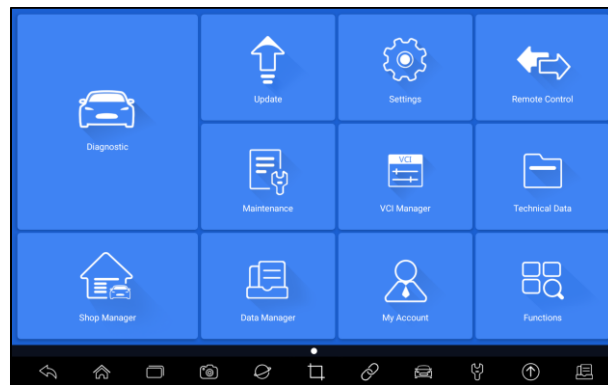 Update
Settings
Remote Control
Diagnostic
VCI
Maintenance
VCI Manager
Technical Data
Shop Manager
Data Manager
My Account
Functions